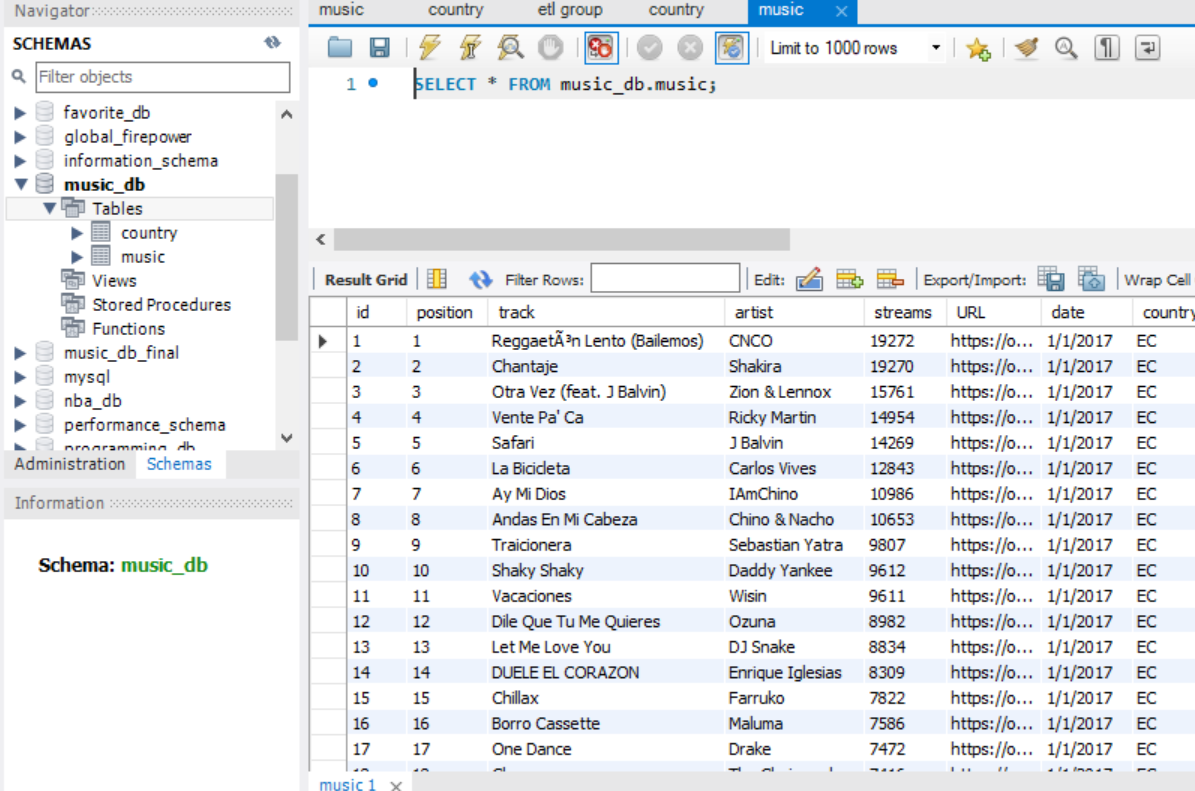 Navigator
SCHEMAS
Filter objects
favorite_db
global_firepower
information_schema
music_db
Tables
country
music
Views
Stored Procedures
Functions
music_db_final
mysql
nba_db
performance_schema
programming_db
Administration Schemas
Information
Schema: music_db
music country etl group country music
Limit to 1000 rows
1 SELECT * FROM music_db.music;
Result Grid Filter Rows: Edit: Export/Import: Wrap Cell
id position track artist streams URL date country
1 1 ReggaetÃ³n Lento (Bailemos) CNCO 19272 https://o... 1/1/2017 EC
2 2 Chantaje Shakira 19270 https://o... 1/1/2017 EC
3 3 Otra Vez (feat. J Balvin) Zion & Lennox 15761 https://o... 1/1/2017 EC
4 4 Vente Pa' Ca Ricky Martin 14954 https://o... 1/1/2017 EC
5 5 Safari J Balvin 14269 https://o... 1/1/2017 EC
6 6 La Bicicleta Carlos Vives 12843 https://o... 1/1/2017 EC
7 7 Ay Mi Dios IAmChino 10986 https://o... 1/1/2017 EC
8 8 Andas En Mi Cabeza Chino & Nacho 10653 https://o... 1/1/2017 EC
9 9 Traicionera Sebastian Yatra 9807 https://o... 1/1/2017 EC
10 10 Shaky Shaky Daddy Yankee 9612 https://o... 1/1/2017 EC
11 11 Vacaciones Wisin 9611 https://o... 1/1/2017 EC
12 12 Dile Que Tu Me Quieres Ozuna 8982 https://o... 1/1/2017 EC
13 13 Let Me Love You DJ Snake 8834 https://o... 1/1/2017 EC
14 14 DUELE EL CORAZON Enrique Iglesias 8309 https://o... 1/1/2017 EC
15 15 Chillax Farruko 7822 https://o... 1/1/2017 EC
16 16 Borro Cassette Maluma 7586 https://o... 1/1/2017 EC
17 17 One Dance Drake 7472 https://o... 1/1/2017 EC
music 1